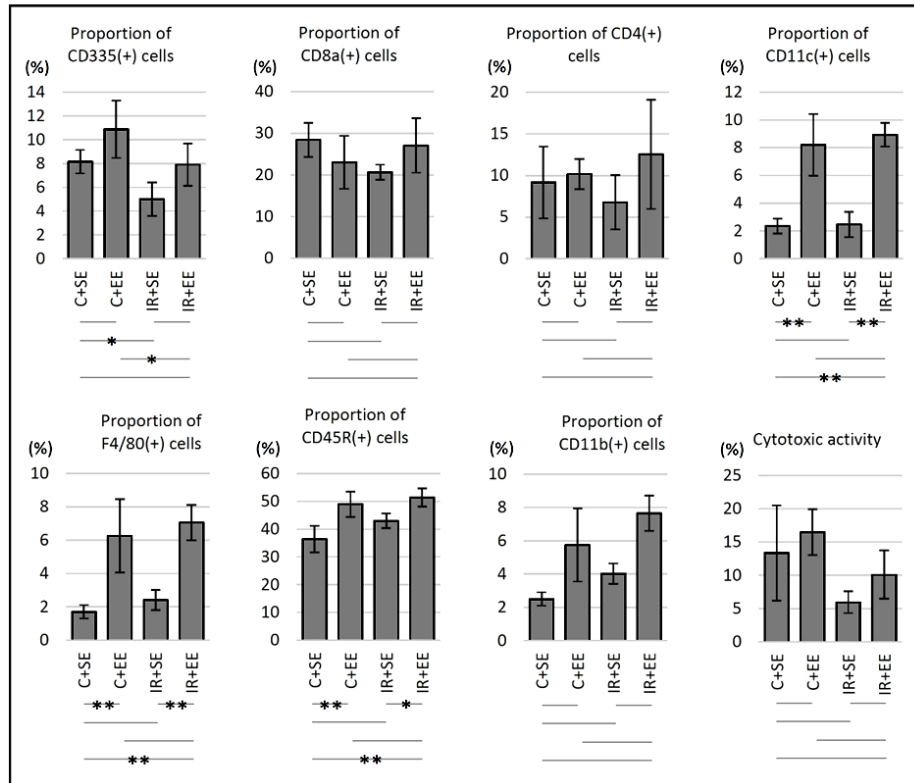 Proportion of
CD335(+) cells
(%)
14
12
10
8
6
4
2
0
C+SE
C+EE
IR+SE
IR+EE
*
*
Proportion of
CD8a(+) cells
(%)
40
30
20
10
0
C+SE
C+EE
IR+SE
IR+EE
Proportion of CD4(+)
cells
(%)
20
15
10
5
0
C+SE
C+EE
IR+SE
IR+EE
Proportion of
CD11c(+) cells
(%)
12
10
8
6
4
2
0
C+SE
C+EE
IR+SE
IR+EE
** **
**
Proportion of
F4/80(+) cells
(%)
10
8
6
4
2
0
C+SE
C+EE
IR+SE
IR+EE
** **
**
Proportion of
CD45R(+) cells
(%)
60
50
40
30
20
10
0
C+SE
C+EE
IR+SE
IR+EE
** *
**
Proportion of
CD11b(+) cells
(%)
10
8
6
4
2
0
C+SE
C+EE
IR+SE
IR+EE
Cytotoxic activity
(%)
25
20
15
10
5
0
C+SE
C+EE
IR+SE
IR+EE